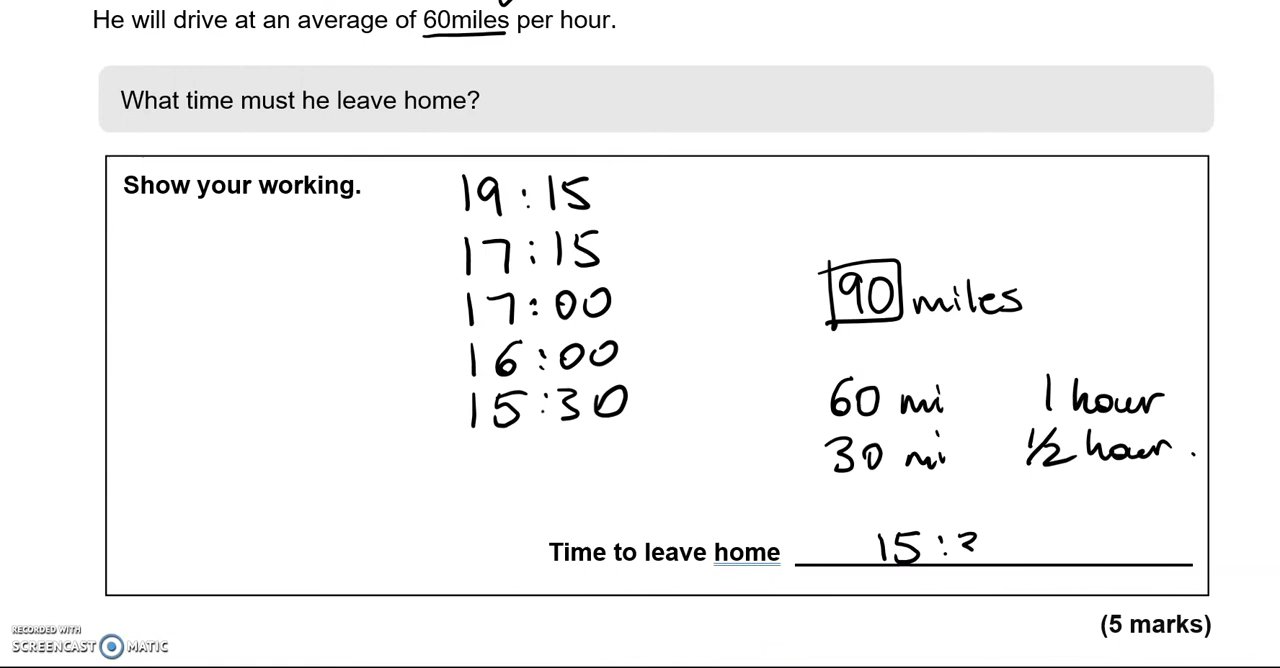 He will drive at an average of 60miles per hour.
What time must he leave home?
Show your working.
19:15
17:15
17:00
16:00
15:30
90 miles
60 mi 1 hour
30 mi 1/2 hour.
Time to leave home 15:3
(5 marks)
RECORDED WITH
SCREENCAST MATIC